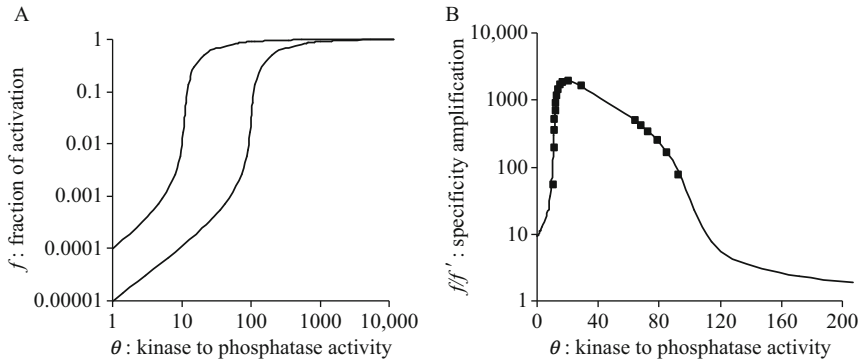 A
1
0.1
0.01
0.001
0.0001
0.00001
1 10 100 1000 10,000
f : fraction of activation
θ : kinase to phosphatase activity
B
10,000
1000
100
10
1
0 40 80 120 160 200
f/f ' : specificity amplification
θ : kinase to phosphatase activity